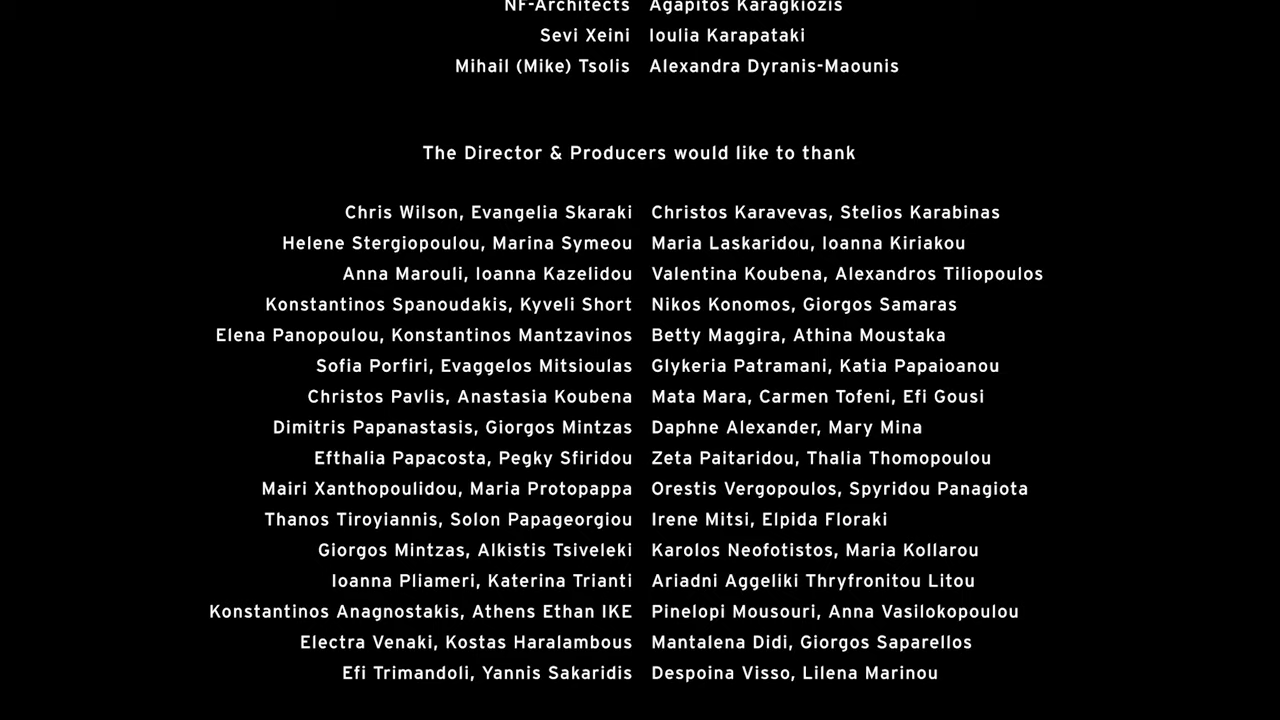 NF-Architects Agapitos Karagkiozis
Sevi Xeini Ioulia Karapataki
Mihail (Mike) Tsolis Alexandra Dyranis-Maounis
The Director & Producers would like to thank
Chris Wilson, Evangelia Skaraki Christos Karavevas, Stelios Karabinas
Helene Stergiopoulou, Marina Symeou Maria Laskaridou, Ioanna Kiriakou
Anna Marouli, Ioanna Kazelidou Valentina Koubena, Alexandros Tiliopoulos
Konstantinos Spanoudakis, Kyveli Short Nikos Konomos, Giorgos Samaras
Elena Panopoulou, Konstantinos Mantzavinos Betty Maggira, Athina Moustaka
Sofia Porfiri, Evaggelos Mitsioulas Glykeria Patramani, Katia Papaioanou
Christos Pavlis, Anastasia Koubena Mata Mara, Carmen Tofeni, Efi Gousi
Dimitris Papanastasis, Giorgos Mintzas Daphne Alexander, Mary Mina
Efthalia Papacosta, Pegky Sfiridou Zeta Paitaridou, Thalia Thomopoulou
Mairi Xanthopoulidou, Maria Protopappa Orestis Vergopoulos, Spyridou Panagiota
Thanos Tiroyiannis, Solon Papageorgiou Irene Mitsi, Elpida Floraki
Giorgos Mintzas, Alkistis Tsiveleki Karolos Neofotistos, Maria Kollarou
Ioanna Pliameri, Katerina Trianti Ariadni Aggeliki Thryfronitou Litou
Konstantinos Anagnostakis, Athens Ethan IKE Pinelopi Mousouri, Anna Vasilokopoulou
Electra Venaki, Kostas Haralambous Mantalena Didi, Giorgos Saparellos
Efi Trimandoli, Yannis Sakaridis Despoina Visso, Lilena Marinou